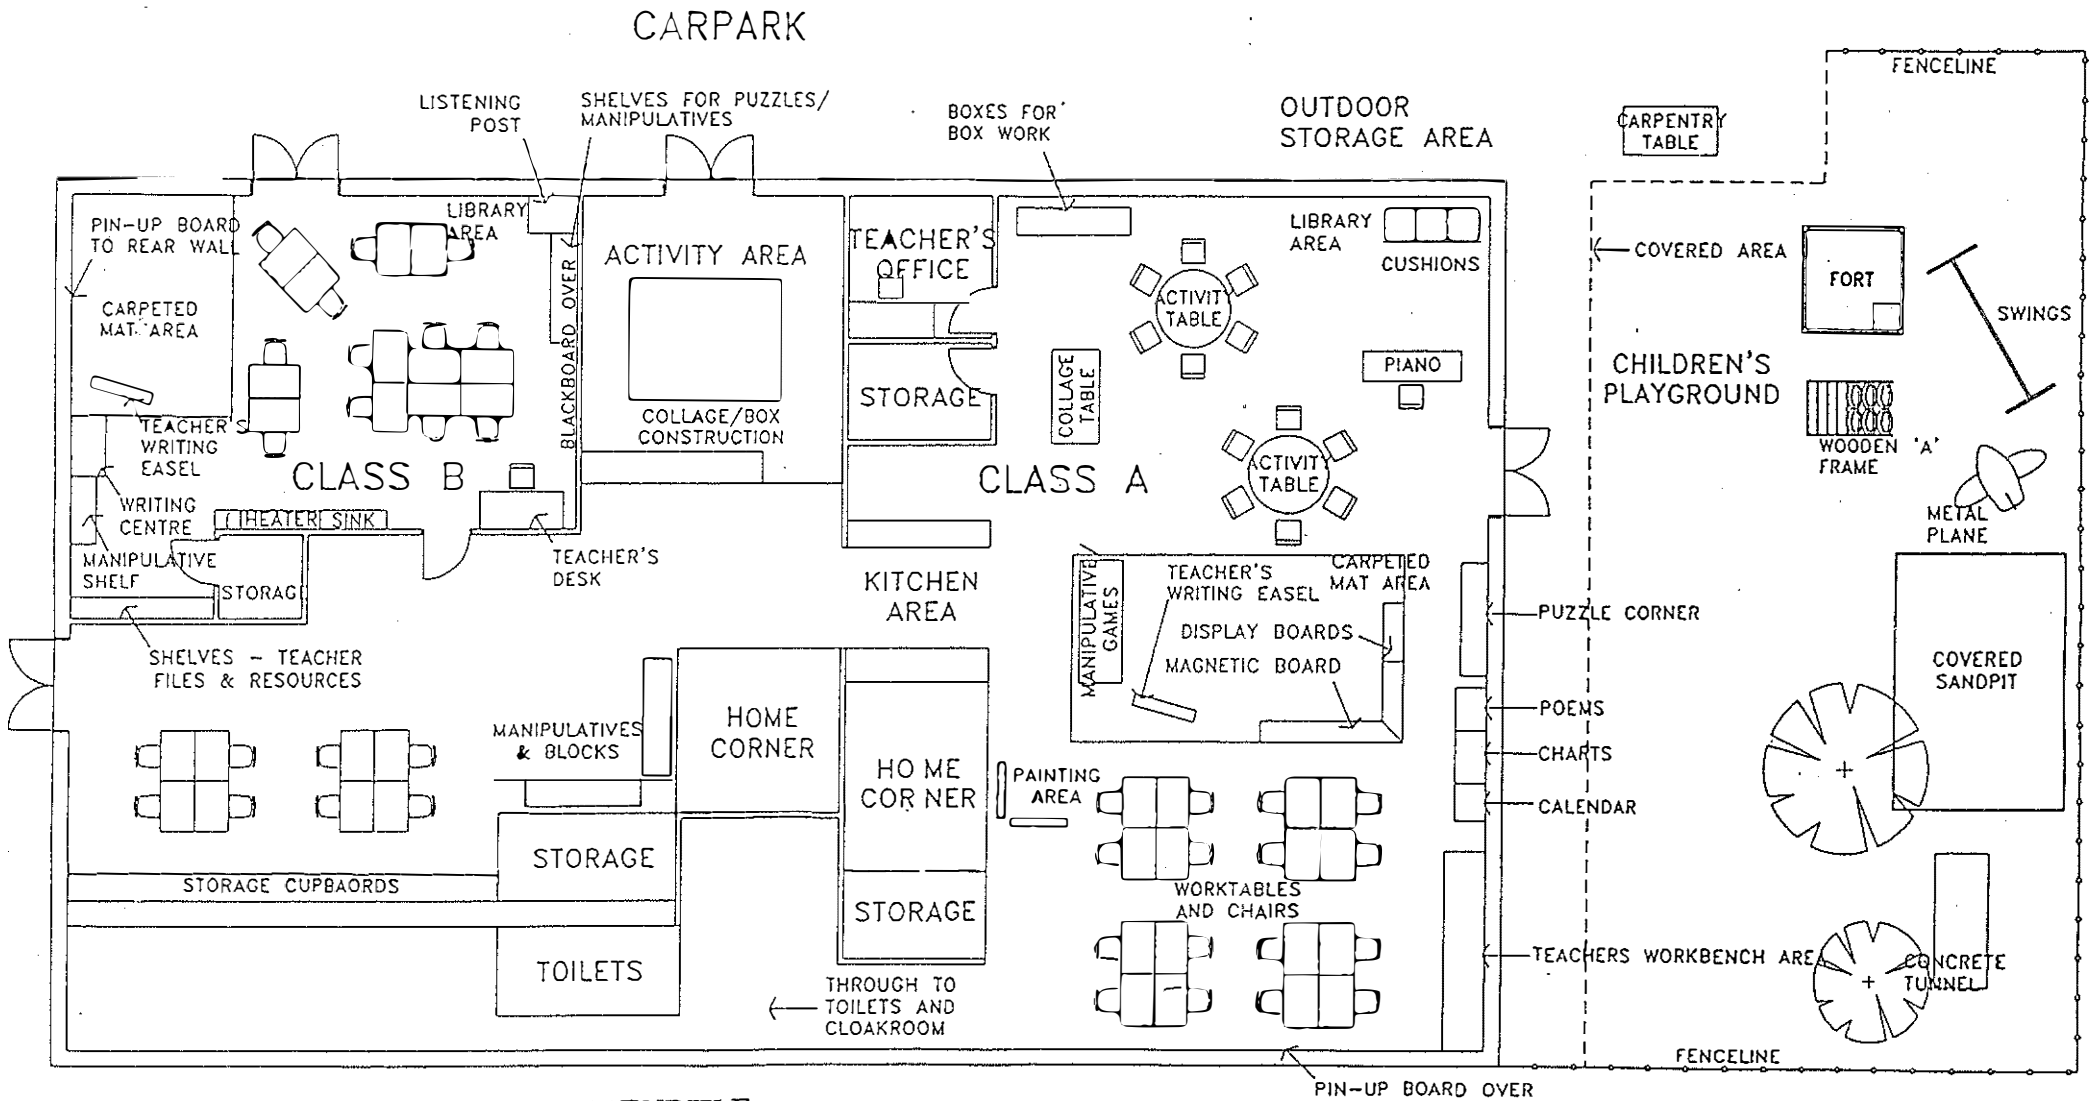 CARPARK
FENCELINE
LISTENING
POST
SHELVES FOR PUZZLES/
MANIPULATIVES
BOXES FOR
BOX WORK
OUTDOOR
STORAGE AREA
CARPENTRY
TABLE
PIN-UP BOARD
TO REAR WALL
LIBRARY
AREA
ACTIVITY AREA
TEACHER'S
OFFICE
LIBRARY
AREA
CUSHIONS
COVERED AREA
FORT
SWINGS
CARPETED
MAT AREA
BLACKBOARD OVER
ACTIVITY
TABLE
COLLAGE
TABLE
PIANO
CHILDREN'S
PLAYGROUND
STORAGE
COLLAGE/BOX
CONSTRUCTION
TEACHER'S
WRITING
EASEL
CLASS B
CLASS A
ACTIVITY
TABLE
WOODEN 'A'
FRAME
WRITING
CENTRE
HEATER SINK
METAL
PLANE
MANIPULATIVE
SHELF
STORAG
TEACHER'S
DESK
KITCHEN
AREA
MANIPULATIVE
GAMES
TEACHER'S
WRITING EASEL
CARPETED
MAT AREA
DISPLAY BOARDS
MAGNETIC BOARD
PUZZLE CORNER
COVERED
SANDPIT
SHELVES - TEACHER
FILES & RESOURCES
MANIPULATIVES
& BLOCKS
HOME
CORNER
HOME
CORNER
PAINTING
AREA
POEMS
CHARTS
CALENDAR
STORAGE
STORAGE CUPBAORDS
STORAGE
WORKTABLES
AND CHAIRS
TOILETS
THROUGH TO
TOILETS AND
CLOAKROOM
TEACHERS WORKBENCH AREA
CONCRETE
TUNNEL
FENCELINE
PIN-UP BOARD OVER